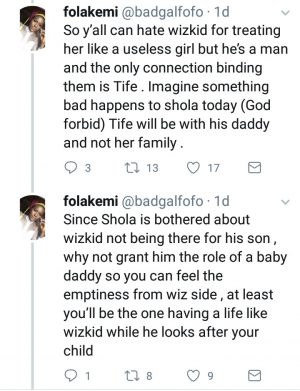 folakemi @badgalfofo · 1d
So y'all can hate wizkid for treating
her like a useless girl but he's a man
and the only connection binding
them is Tife . Imagine something
bad happens to shola today (God
forbid) Tife will be with his daddy
and not her family .
3 13 17
folakemi @badgalfofo · 1d
Since Shola is bothered about
wizkid not being there for his son ,
why not grant him the role of a baby
daddy so you can feel the
emptiness from wiz side , at least
you'll be the one having a life like
wizkid while he looks after your
child
1 8 9